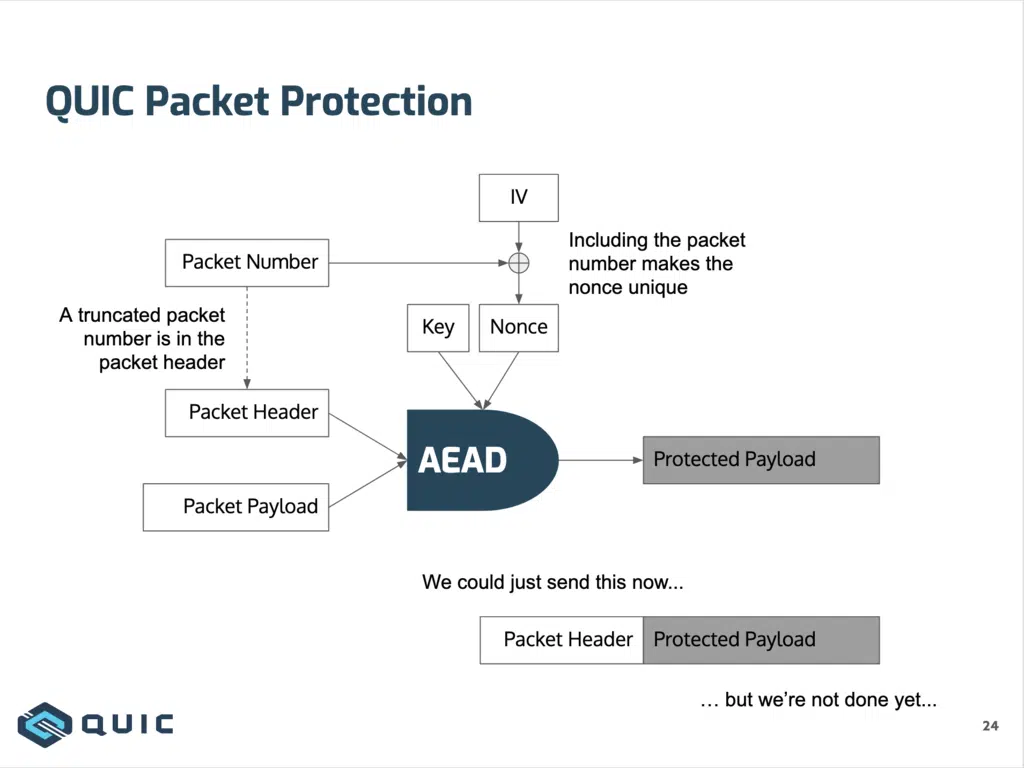 QUIC Packet Protection
IV
Packet Number
Including the packet
number makes the
nonce unique
A truncated packet
number is in the
packet header
Key
Nonce
Packet Header
AEAD
Protected Payload
Packet Payload
We could just send this now...
Packet Header
Protected Payload
… but we’re not done yet...
QUIC
24